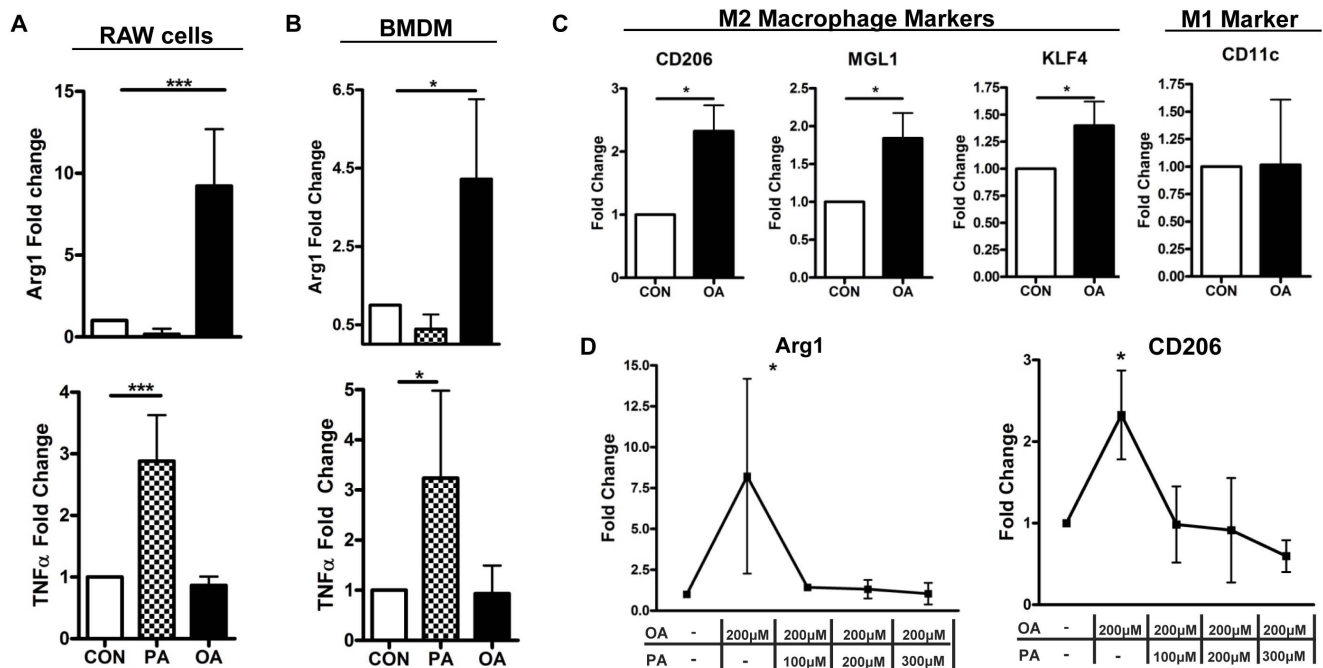 A
RAW cells
***
Arg1 Fold change
15
10
5
0
***
TNFα Fold Change
4
3
2
1
0
CON PA OA
B
BMDM
*
Arg1 Fold Change
6.5
4.5
2.5
0.5
*
TNFα Fold Change
5
4
3
2
1
0
CON PA OA
C
M2 Macrophage Markers
M1 Marker
CD206
*
Fold Change
3
2
1
0
CON OA
MGL1
*
Fold Change
2.5
2.0
1.5
1.0
0.5
0.0
CON OA
KLF4
*
Fold Change
1.75
1.50
1.25
1.00
0.75
0.50
0.25
0.00
CON OA
CD11c
Fold Change
1.75
1.50
1.25
1.00
0.75
0.50
0.25
0.00
CON OA
D
Arg1
*
Fold Change
15.0
12.5
10.0
7.5
5.0
2.5
0.0
OA - 200μM 200μM 200μM 200μM
PA - - 100μM 200μM 300μM
CD206
*
Fold Change
3
2
1
0
OA - 200μM 200μM 200μM 200μM
PA - - 100μM 200μM 300μM